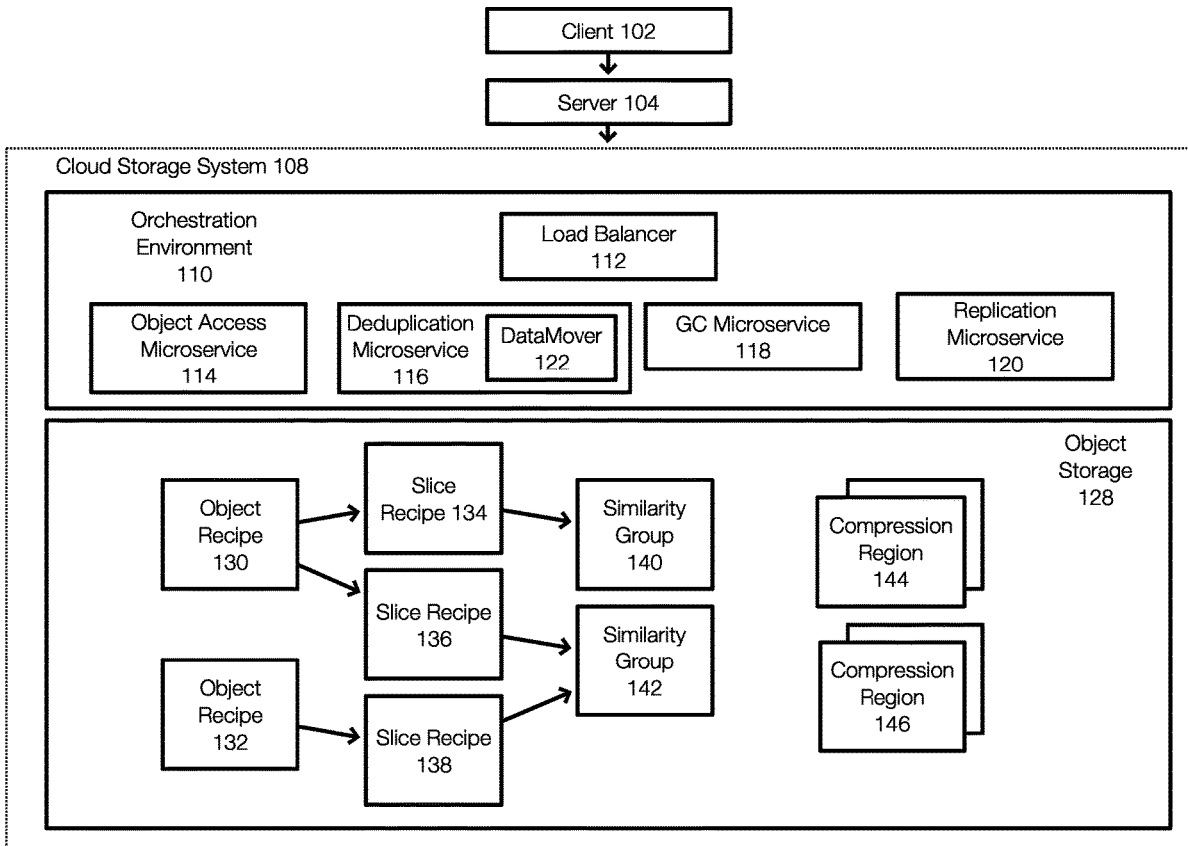 Client 102
Server 104
Cloud Storage System 108
Orchestration
Environment
110
Load Balancer
112
Object Access
Microservice
114
Deduplication
Microservice
116
DataMover
122
GC Microservice
118
Replication
Microservice
120
Object
Storage
128
Object
Recipe
130
Slice
Recipe 134
Similarity
Group
140
Compression
Region
144
Slice Recipe
136
Similarity
Group
142
Compression
Region
146
Object
Recipe
132
Slice Recipe
138